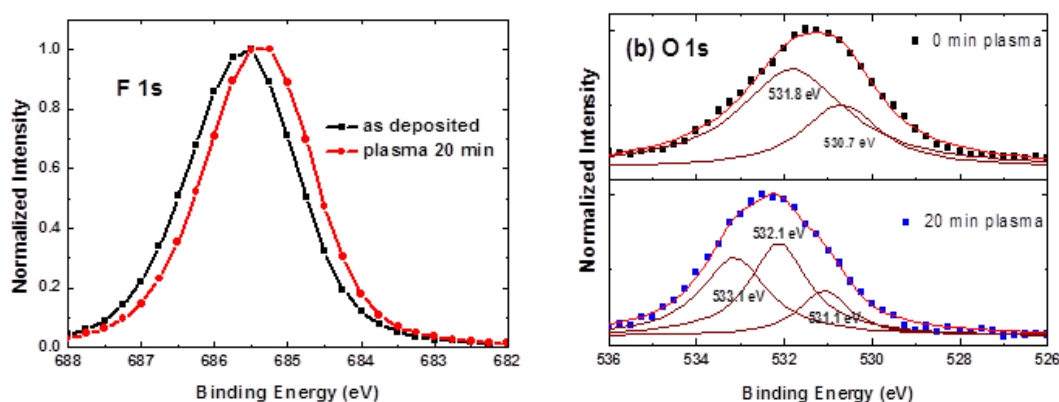 F 1s
as deposited
plasma 20 min
Normalized Intensity
1.0
0.8
0.6
0.4
0.2
0.0
688
687
686
685
684
683
682
Binding Energy (eV)
(b) O 1s
0 min plasma
531.8 eV
530.7 eV
20 min plasma
532.1 eV
533.1 eV
531.1 eV
Normalized Intensity
536
534
532
530
528
526
Binding Energy (eV)